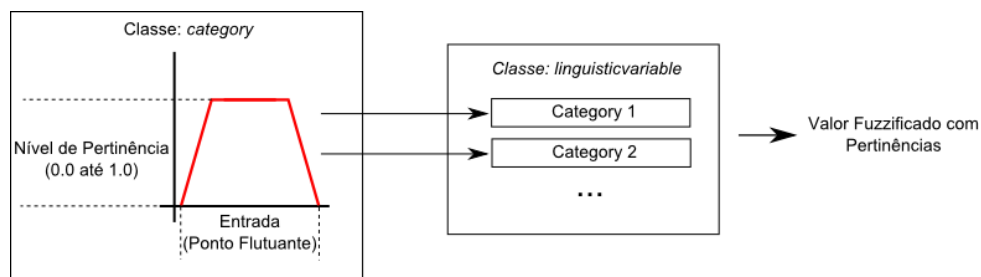 Classe: category
Nível de Pertinência
(0.0 até 1.0)
Entrada
(Ponto Flutuante)
Classe: linguisticvariable
Category 1
Category 2
...
Valor Fuzzificado com
Pertinências